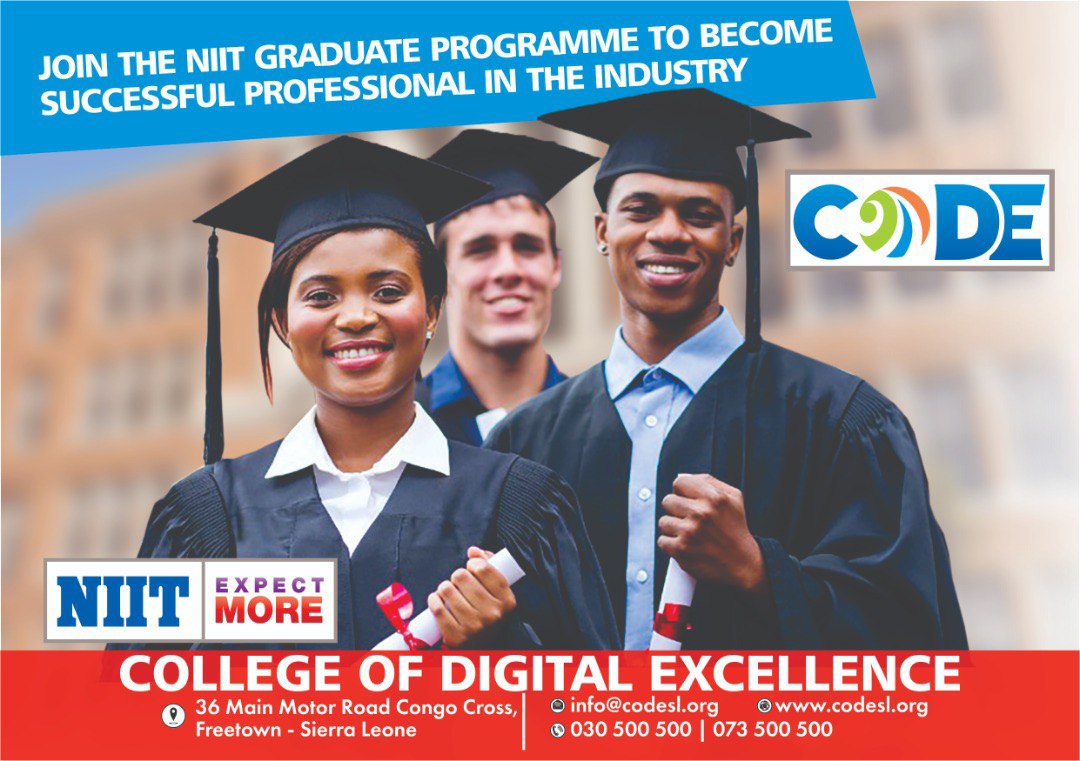 JOIN THE NIIT GRADUATE PROGRAMME TO BECOME
SUCCESSFUL PROFESSIONAL IN THE INDUSTRY
CODE
NIIT
EXPECT
MORE
COLLEGE OF DIGITAL EXCELLENCE
36 Main Motor Road Congo Cross,
Freetown - Sierra Leone
info@codesl.org
www.codesl.org
030 500 500 | 073 500 500